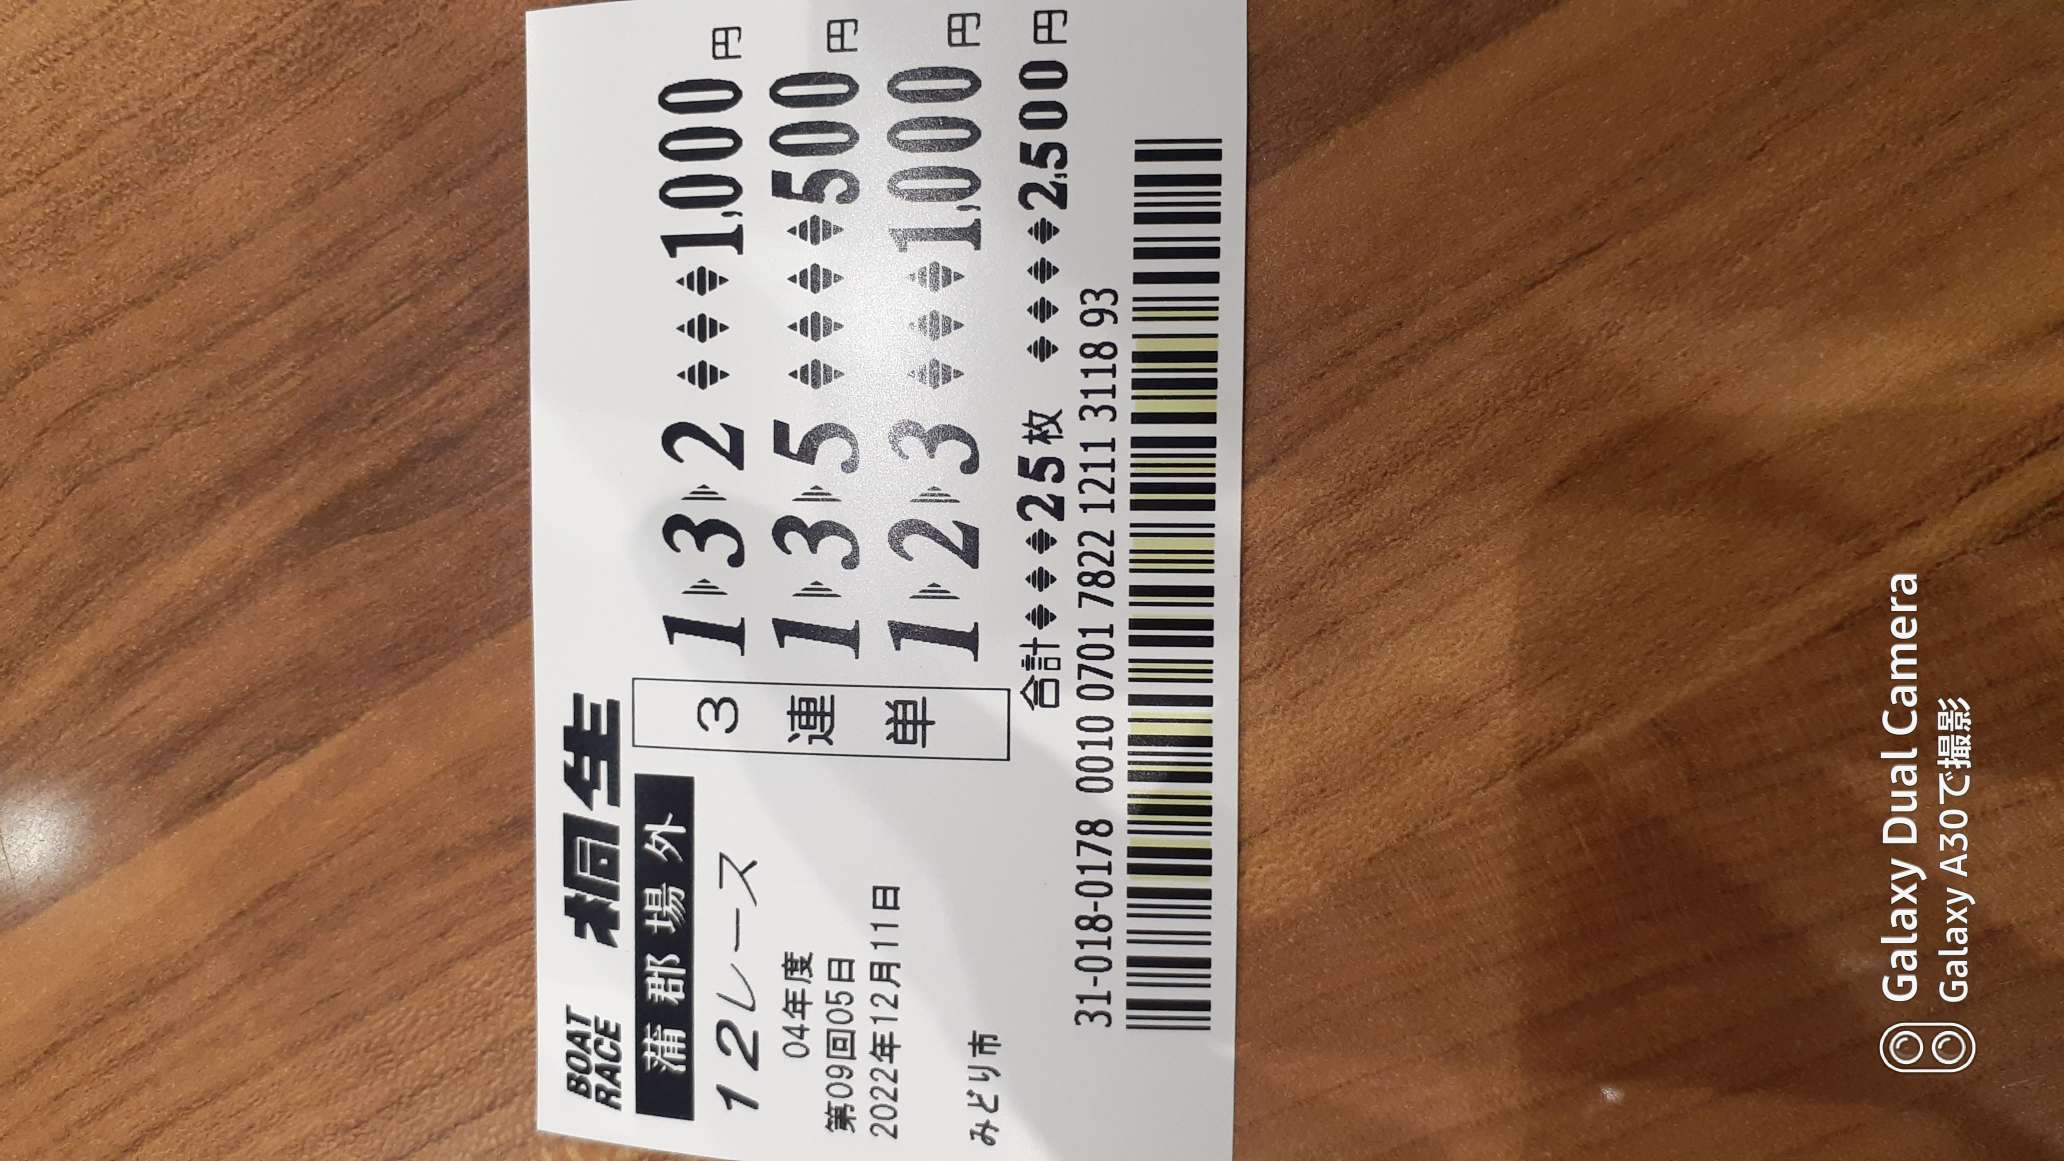 BOAT RACE 桐生
蒲郡場外
12レース
04年度
第09回05日
2022年12月11日
みどり市
3連単
1▷3▷2◆◆◆1,000円
1▷3▷5◆◆◆◆500円
1▷2▷3◆◆◆1,000円
合計◆◆◆25枚 ◆◆◆◆2,500円
31-018-0178 0010 0701 7822 1211 3118 93
Galaxy Dual Camera
Galaxy A30で撮影